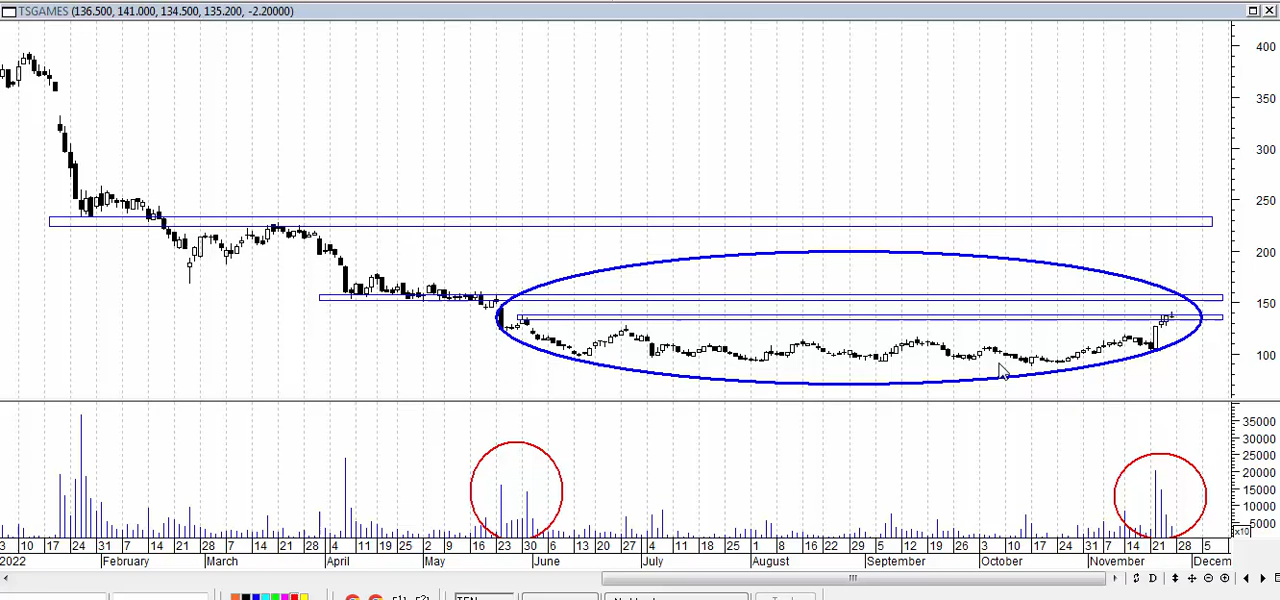 TSGAMES (136.500, 141.000, 134.500, 135.200, -2.20000)
400
350
300
250
200
150
100
35000
30000
25000
20000
15000
10000
5000
x10
3 10 17 24 31 7 14 21 28 7 14 21 28 4 11 19 25 2 9 16 23 30 6 13 20 27 4 11 18 25 1 8 16 22 29 5 12 19 26 3 10 17 24 31 7 14 21 28 5
2022 February March April May June July August September October November Decem
D